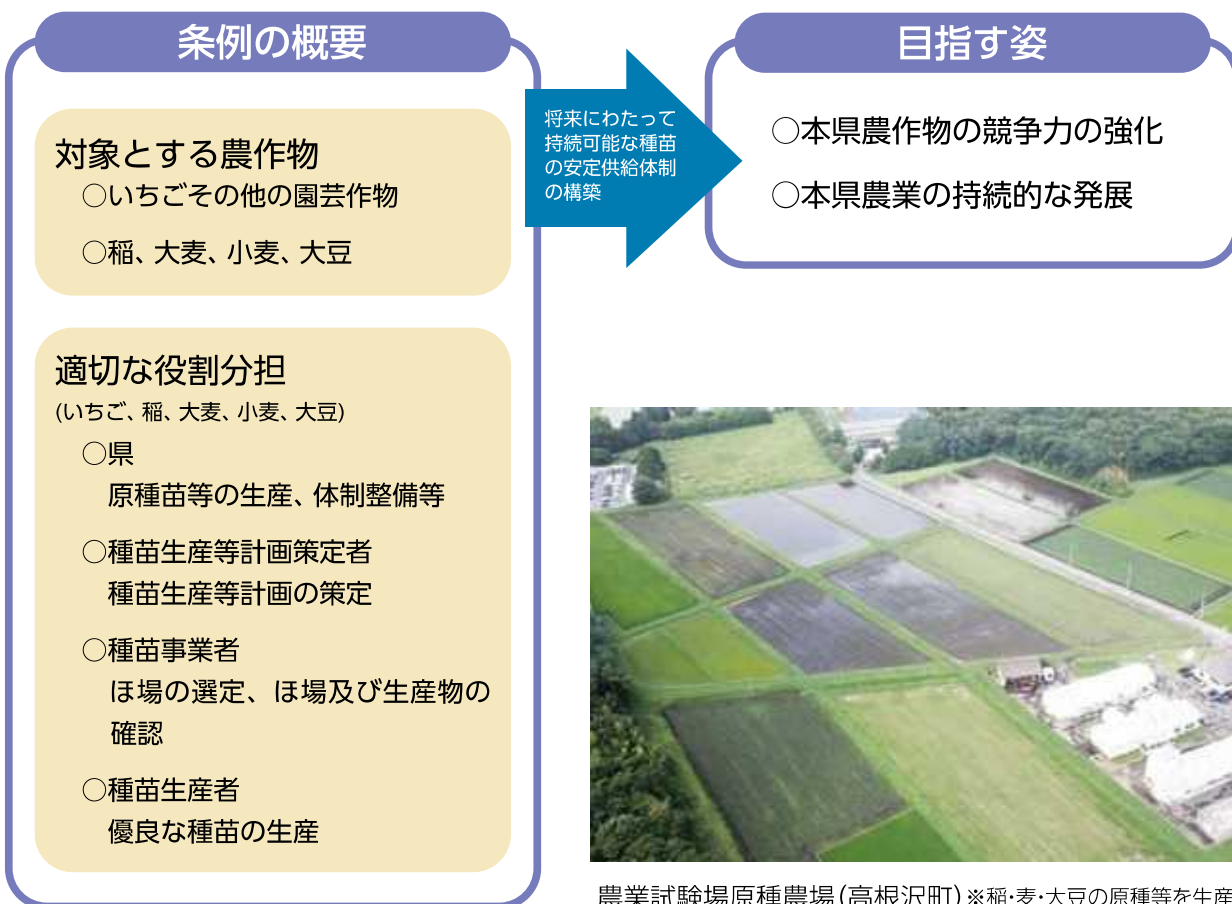 条例の概要
対象とする農作物
○いちごその他の園芸作物
○稲、大麦、小麦、大豆
適切な役割分担
(いちご、稲、大麦、小麦、大豆)
○県
原種苗等の生産、体制整備等
○種苗生産等計画策定者
種苗生産等計画の策定
○種苗事業者
ほ場の選定、ほ場及び生産物の
確認
○種苗生産者
優良な種苗の生産
将来にわたって
持続可能な種苗
の安定供給体制
の構築
目指す姿
○本県農作物の競争力の強化
○本県農業の持続的な発展
農業試験場原種農場(高根沢町)※稲・麦・大豆の原種等を生産